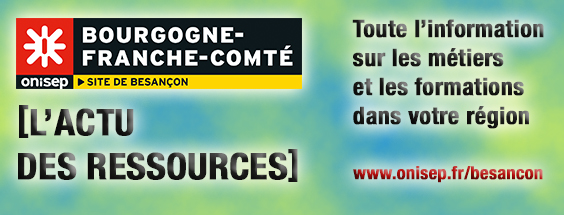 BOURGOGNE-
FRANCHE-COMTÉ
onisep
SITE DE BESANÇON
[L'ACTU
DES RESSOURCES]
Toute l'information
sur les métiers
et les formations
dans votre région
www.onisep.fr/besancon